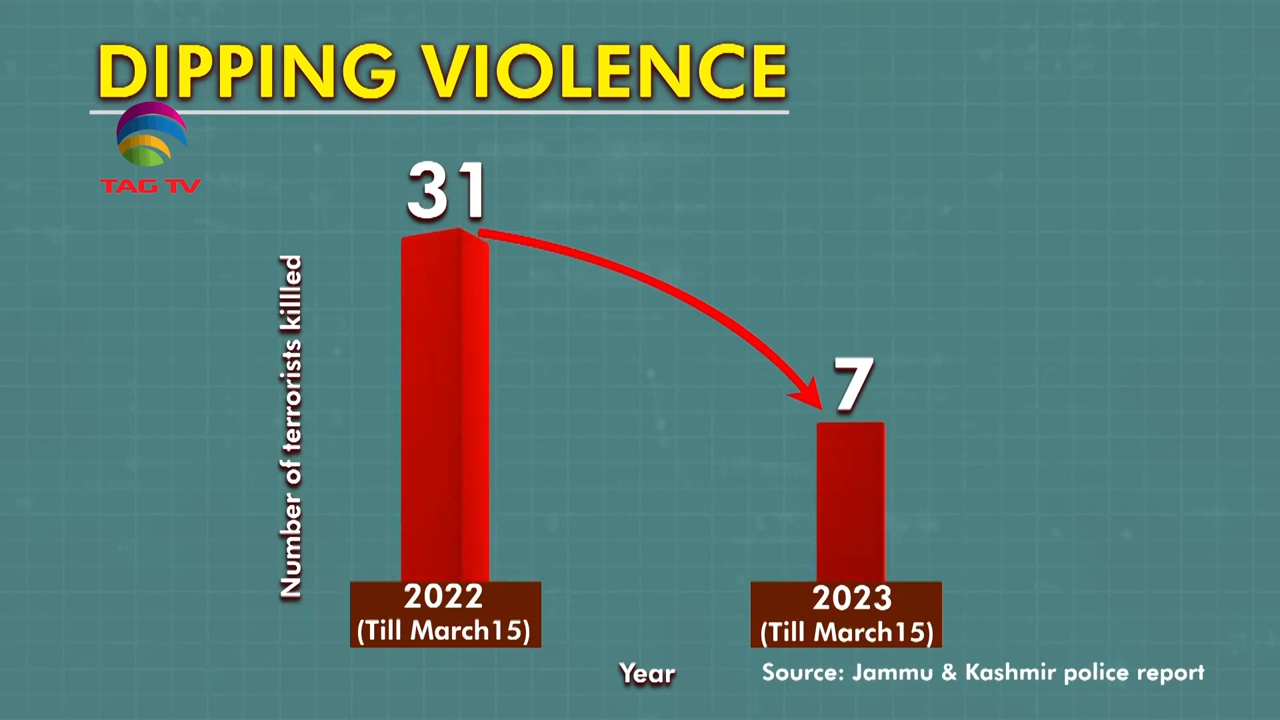 DIPPING VIOLENCE
TAG TV
31
7
Number of terrorists killled
2022
(Till March15)
2023
(Till March15)
Year
Source: Jammu & Kashmir police report